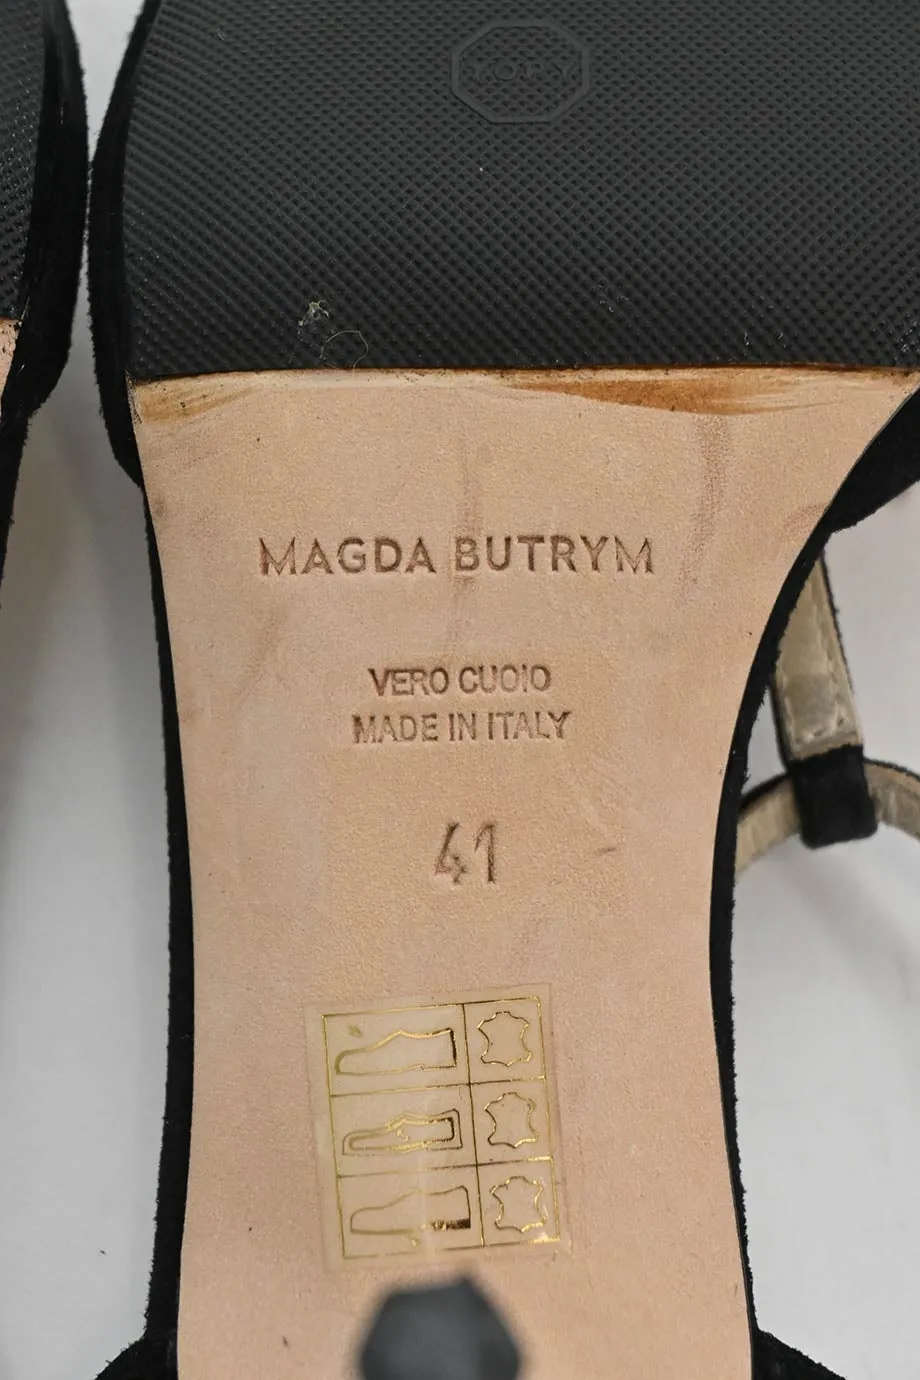 MAGDA BUTRYM
VERO CUOIO
MADE IN ITALY
41